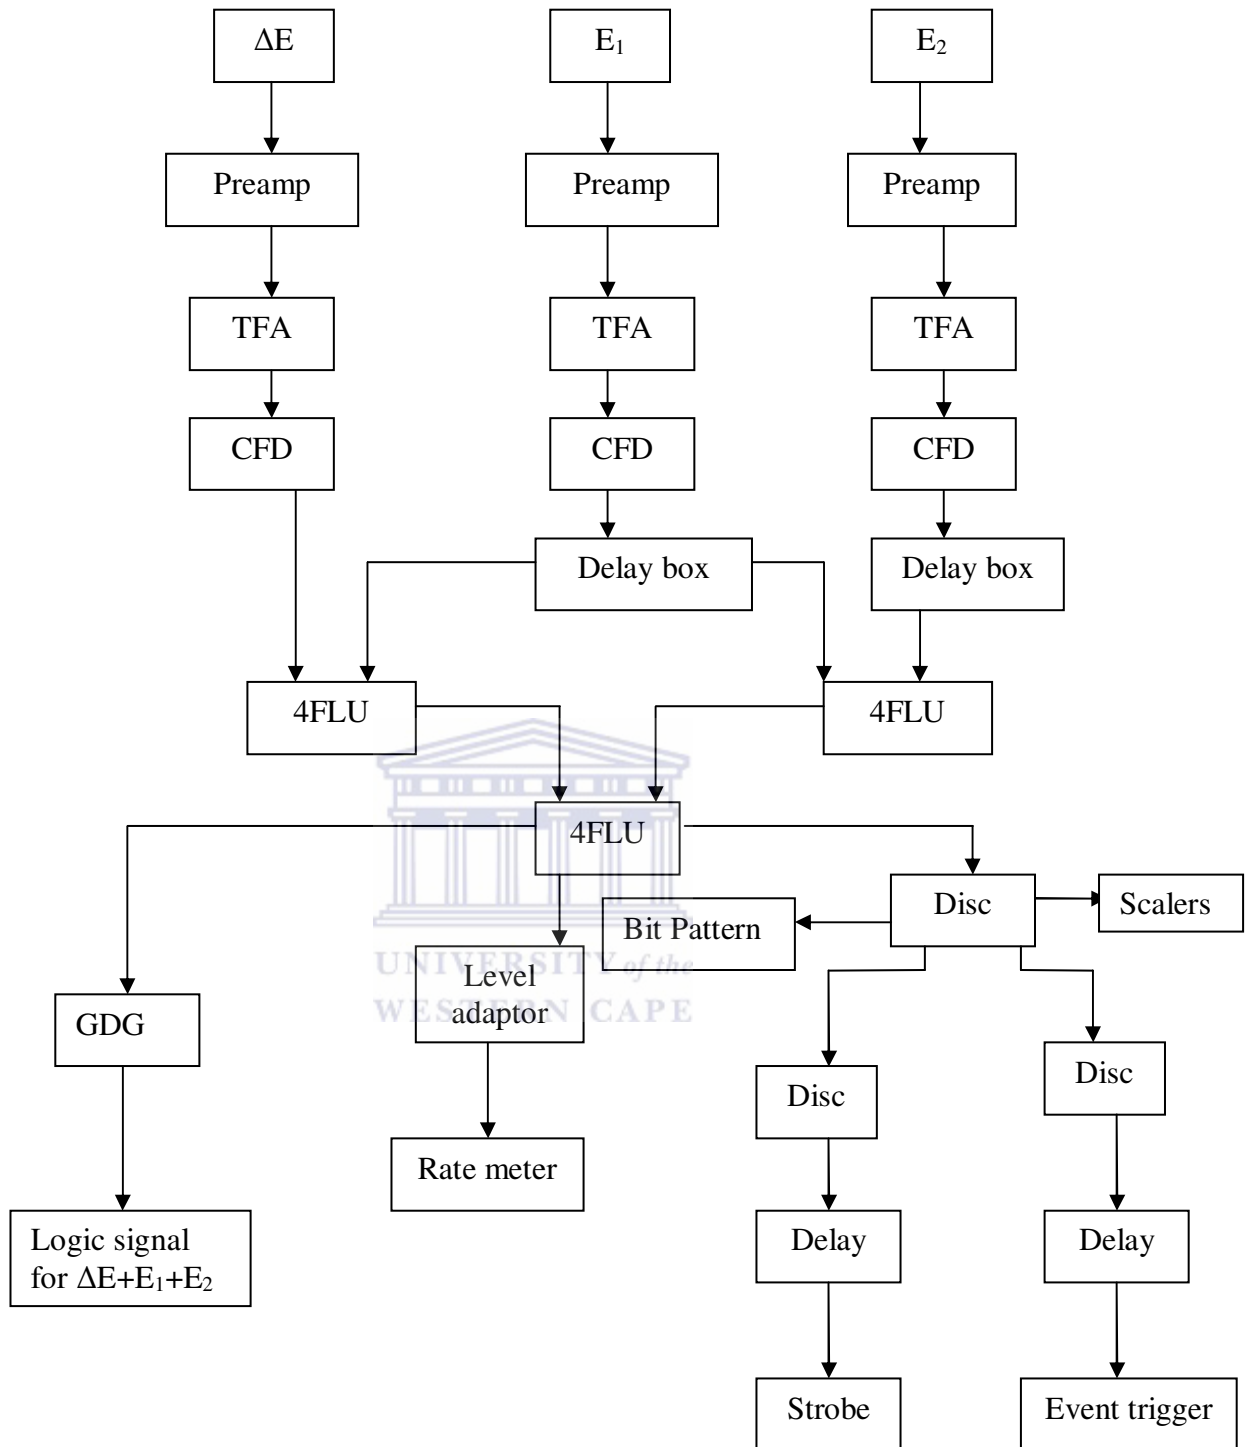 ΔE
E₁
E₂
Preamp
Preamp
Preamp
TFA
TFA
TFA
CFD
CFD
CFD
Delay box
Delay box
4FLU
4FLU
4FLU
Disc
Scalers
Bit Pattern
UNIVERSITY of the
WESTERN CAPE
Level
adaptor
GDG
Disc
Disc
Rate meter
Logic signal
for ΔE+E₁+E₂
Delay
Delay
Strobe
Event trigger